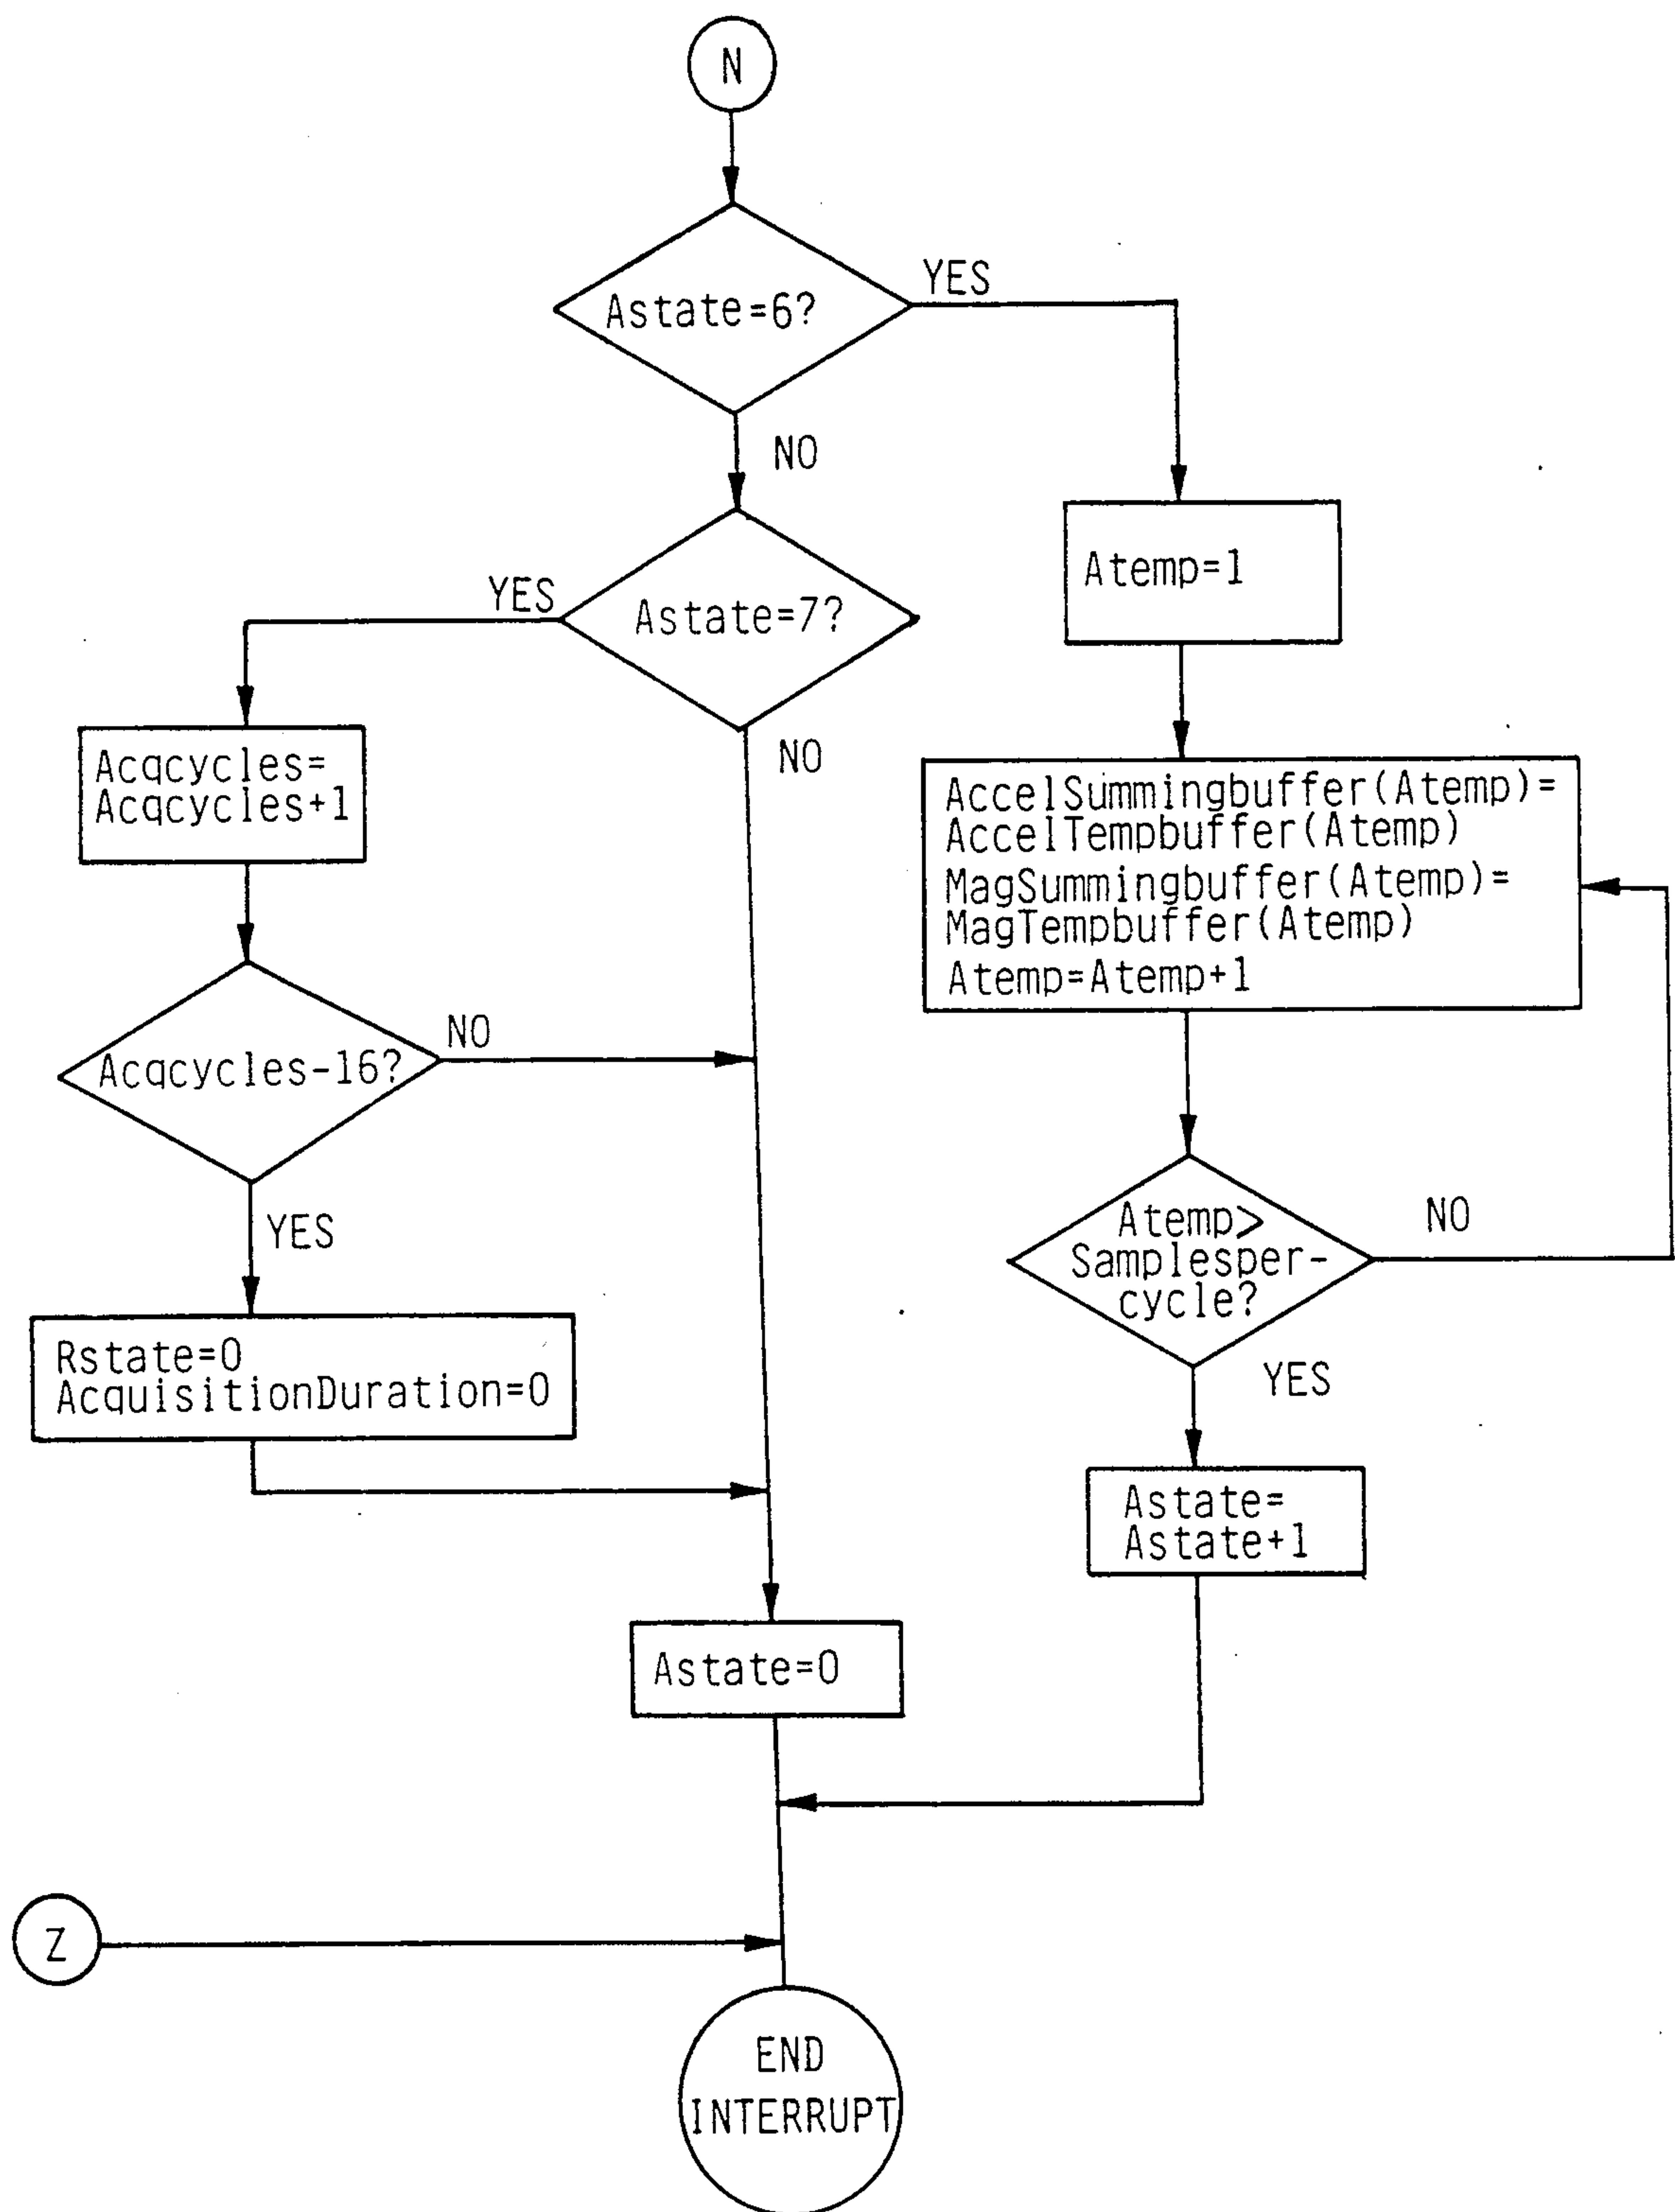 N
Astate=6?
YES
NO
Atemp=1
Astate=7?
YES
NO
Acqcycles=
Acqcycles+1
AccelSummingbuffer(Atemp)=
AccelTempbuffer(Atemp)
MagSummingbuffer(Atemp)=
MagTempbuffer(Atemp)
Atemp=Atemp+1
Acqcycles-16?
NO
YES
Atemp>
Samplesper-
cycle?
NO
YES
Rstate=0
AcquisitionDuration=0
Astate=
Astate+1
Astate=0
Z
END
INTERRUPT